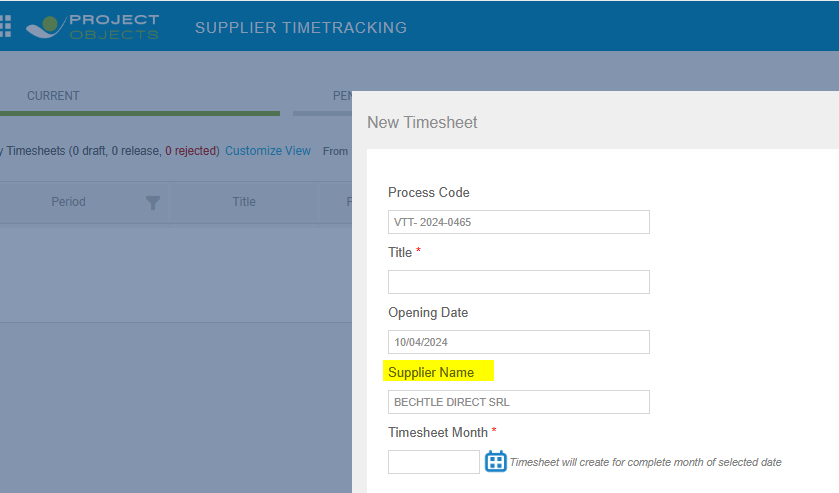 PROJECT
OBJECTS
SUPPLIER TIMETRACKING
CURRENT
PEN
y Timesheets (0 draft, 0 release, 0 rejected) Customize View From
Period Title
New Timesheet
Process Code
VTT- 2024-0465
Title *
Opening Date
10/04/2024
Supplier Name
BECHTLE DIRECT SRL
Timesheet Month *
Timesheet will create for complete month of selected date